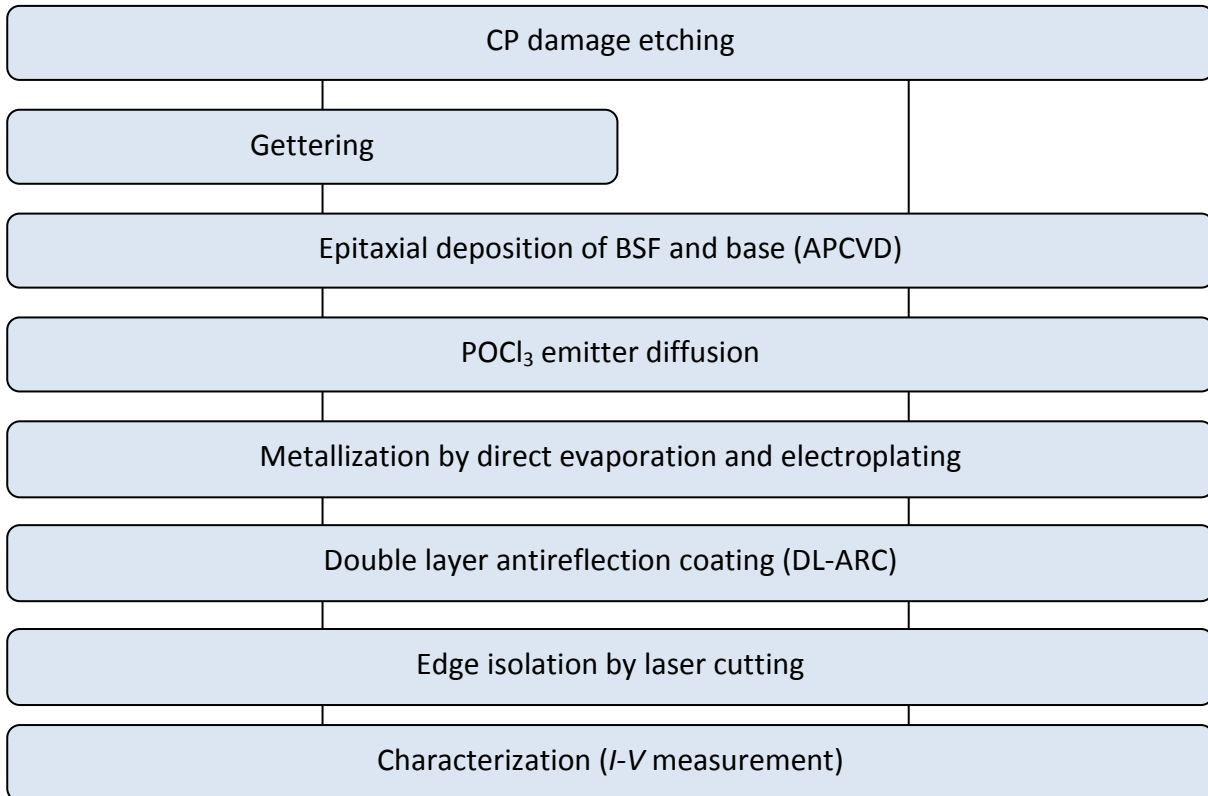 CP damage etching
Gettering
Epitaxial deposition of BSF and base (APCVD)
POCl₃ emitter diffusion
Metallization by direct evaporation and electroplating
Double layer antireflection coating (DL-ARC)
Edge isolation by laser cutting
Characterization (I-V measurement)